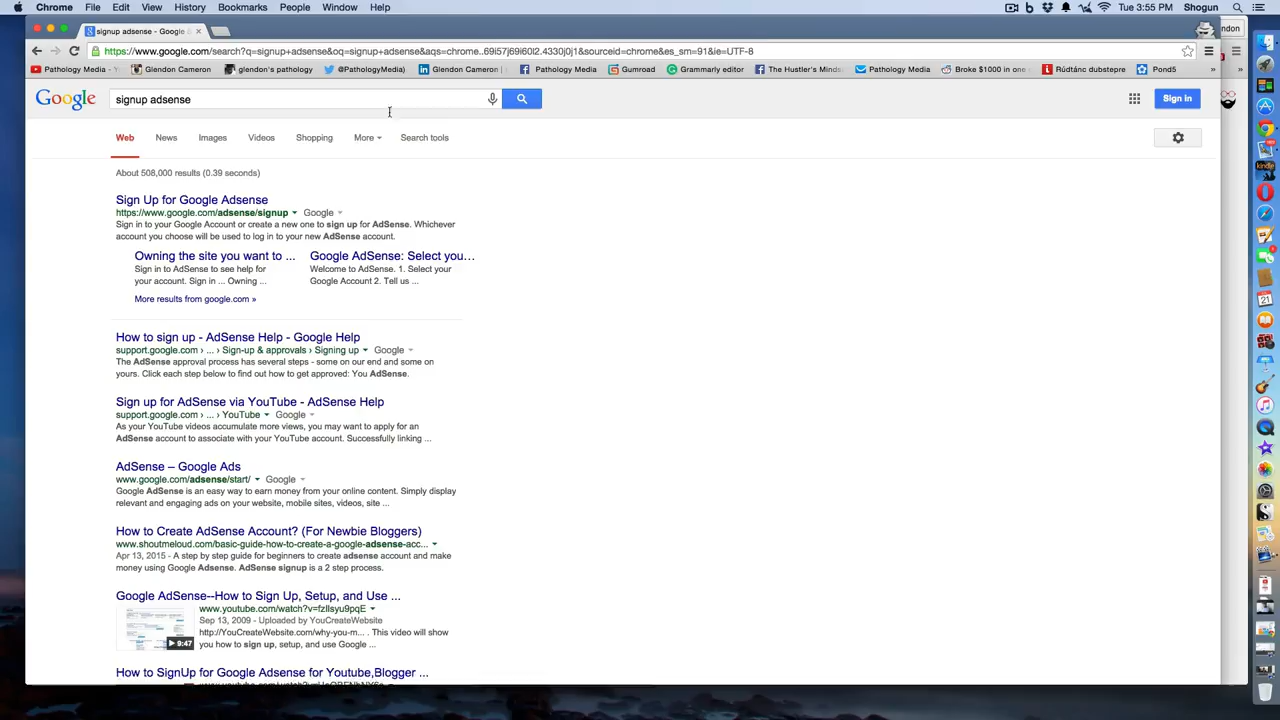 Shogun File Edit View History Bookmarks People Window Help Tue 3:55 PM Shogun
signup adsense - Google
ndon
https://www.google.com/search?q=signup+adsense&oq=signup+adsense&aqs=chrome..69i57j69i60l2.4330j0j1&sourceid=chrome&es_sm=91&ie=UTF-8
Pathology Media - Y Glendon Cameron glendon's pathology @PathologyMedia) Glendon Cameron | Pathology Media Gumroad Grammarly editor The Hustler's Minds Pathology Media Broke $1000 in one Rúdtánc dubstepre Pond5 »
Google signup adsense Sign in
Web News Images Videos Shopping More Search tools
About 508,000 results (0.39 seconds)
Sign Up for Google Adsense
https://www.google.com/adsense/signup Google
Sign in to your Google Account or create a new one to sign up for AdSense. Whichever
account you choose will be used to log in to your new AdSense account.
Owning the site you want to ... Google AdSense: Select you...
Sign in to AdSense to see help for Welcome to AdSense. 1. Select your
your account. Sign in ... Owning ... Google Account 2. Tell us ...
More results from google.com »
How to sign up - AdSense Help - Google Help
support.google.com › ... › Sign-up & approvals › Signing up Google
The AdSense approval process has several steps - some on our end and some on
yours. Click each step below to find out how to get approved: You AdSense.
Sign up for AdSense via YouTube - AdSense Help
support.google.com › ... › YouTube Google
As your YouTube videos accumulate more views, you may want to apply for an
AdSense account to associate with your YouTube account. Successfully linking ...
AdSense – Google Ads
www.google.com/adsense/start/ Google
Google AdSense is an easy way to earn money from your online content. Simply display
relevant and engaging ads on your website, mobile sites, videos, site ...
How to Create AdSense Account? (For Newbie Bloggers)
www.shoutmeloud.com/basic-guide-how-to-create-a-google-adsense-acc...
Apr 13, 2015 - A step by step guide for beginners to create adsense account and make
money using Google Adsense. AdSense signup is a 2 step process.
Google AdSense--How to Sign Up, Setup, and Use ...
www.youtube.com/watch?v=fzIlsyu9pqE
Sep 13, 2009 - Uploaded by YouCreateWebsite
http://YouCreateWebsite.com/why-you-m... . This video will show
you how to sign up, setup, and use Google ...
9:47
How to SignUp for Google Adsense for Youtube,Blogger ...